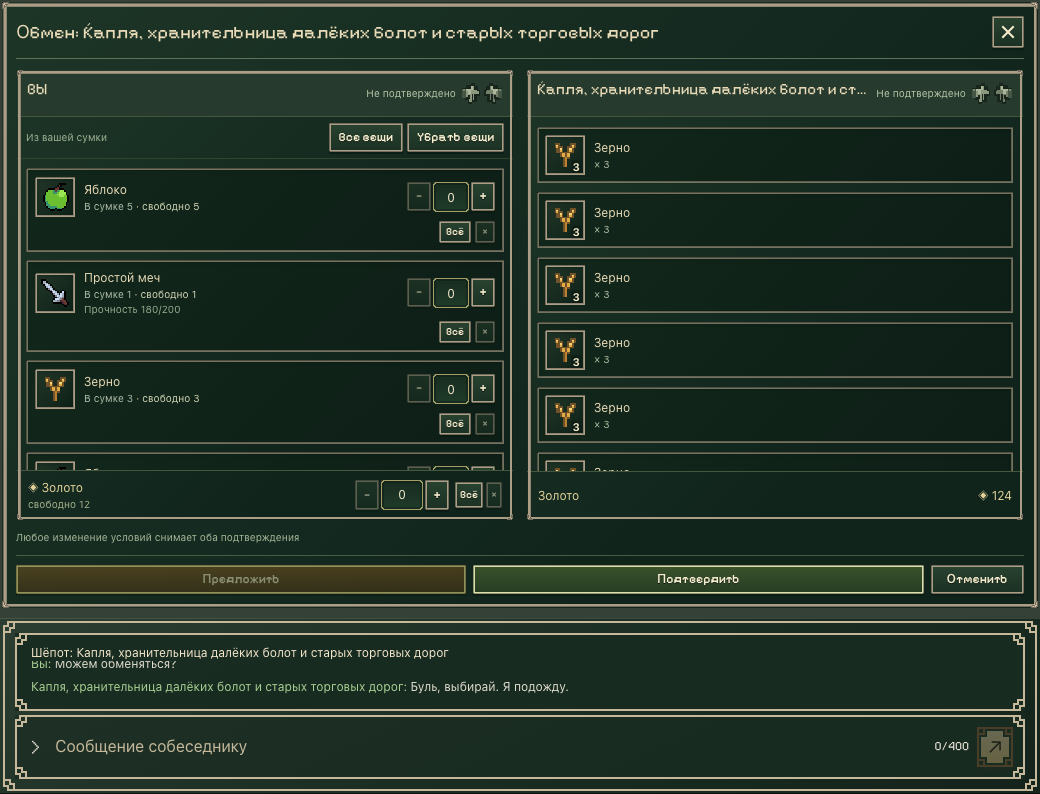 Обмен: Капля, хранительница далёких болот и старых торговых дорог
Вы
Не подтверждено
Из вашей сумки
Все вещи
Убрать вещи
Яблоко
В сумке 5 · свободно 5
- 0 +
Всё ×
Простой меч
В сумке 1 · свободно 1
Прочность 180/200
- 0 +
Всё ×
Зерно
В сумке 3 · свободно 3
- 0 +
Всё ×
Золото
свободно 12
- 0 +
Всё ×
Капля, хранительница далёких болот и ст...
Не подтверждено
3
Зерно
x 3
3
Зерно
x 3
3
Зерно
x 3
3
Зерно
x 3
3
Зерно
x 3
Золото
124
Любое изменение условий снимает оба подтверждения
Предложить
Подтвердить
Отменить
Шёпот: Капля, хранительница далёких болот и старых торговых дорог
Вы: Можем обменяться?
Капля, хранительница далёких болот и старых торговых дорог: Буль, выбирай. Я подожду.
Сообщение собеседнику
0/400